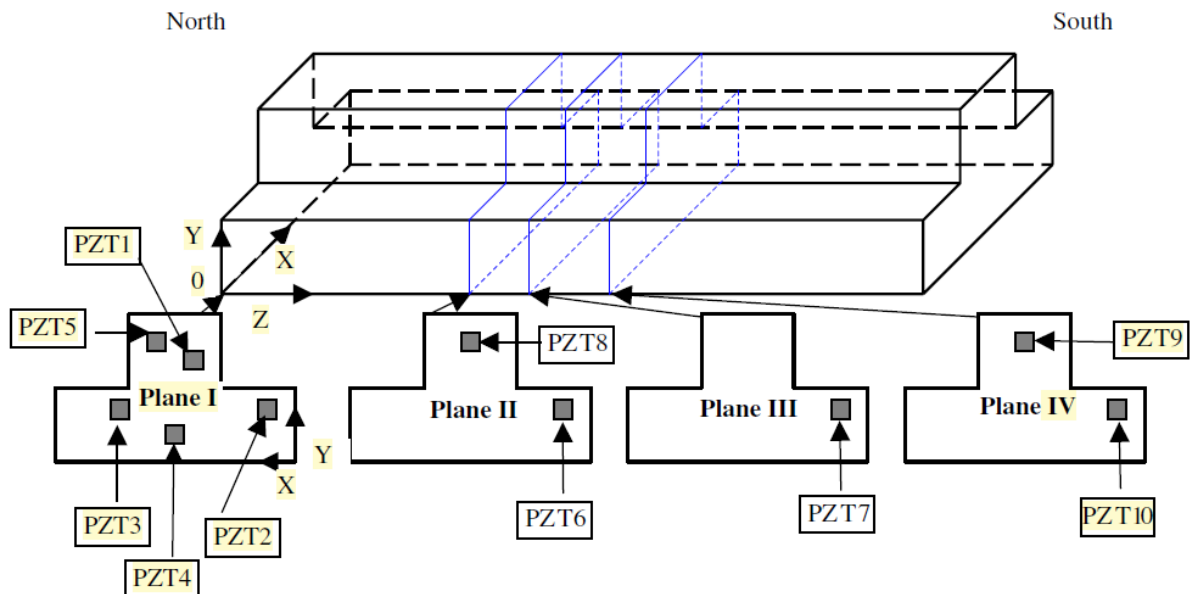 North
South
Y
X
0
Z
PZT1
PZT5
PZT8
PZT9
Plane I
Plane II
Plane III
Plane IV
Y
X
PZT3
PZT2
PZT4
PZT6
PZT7
PZT10